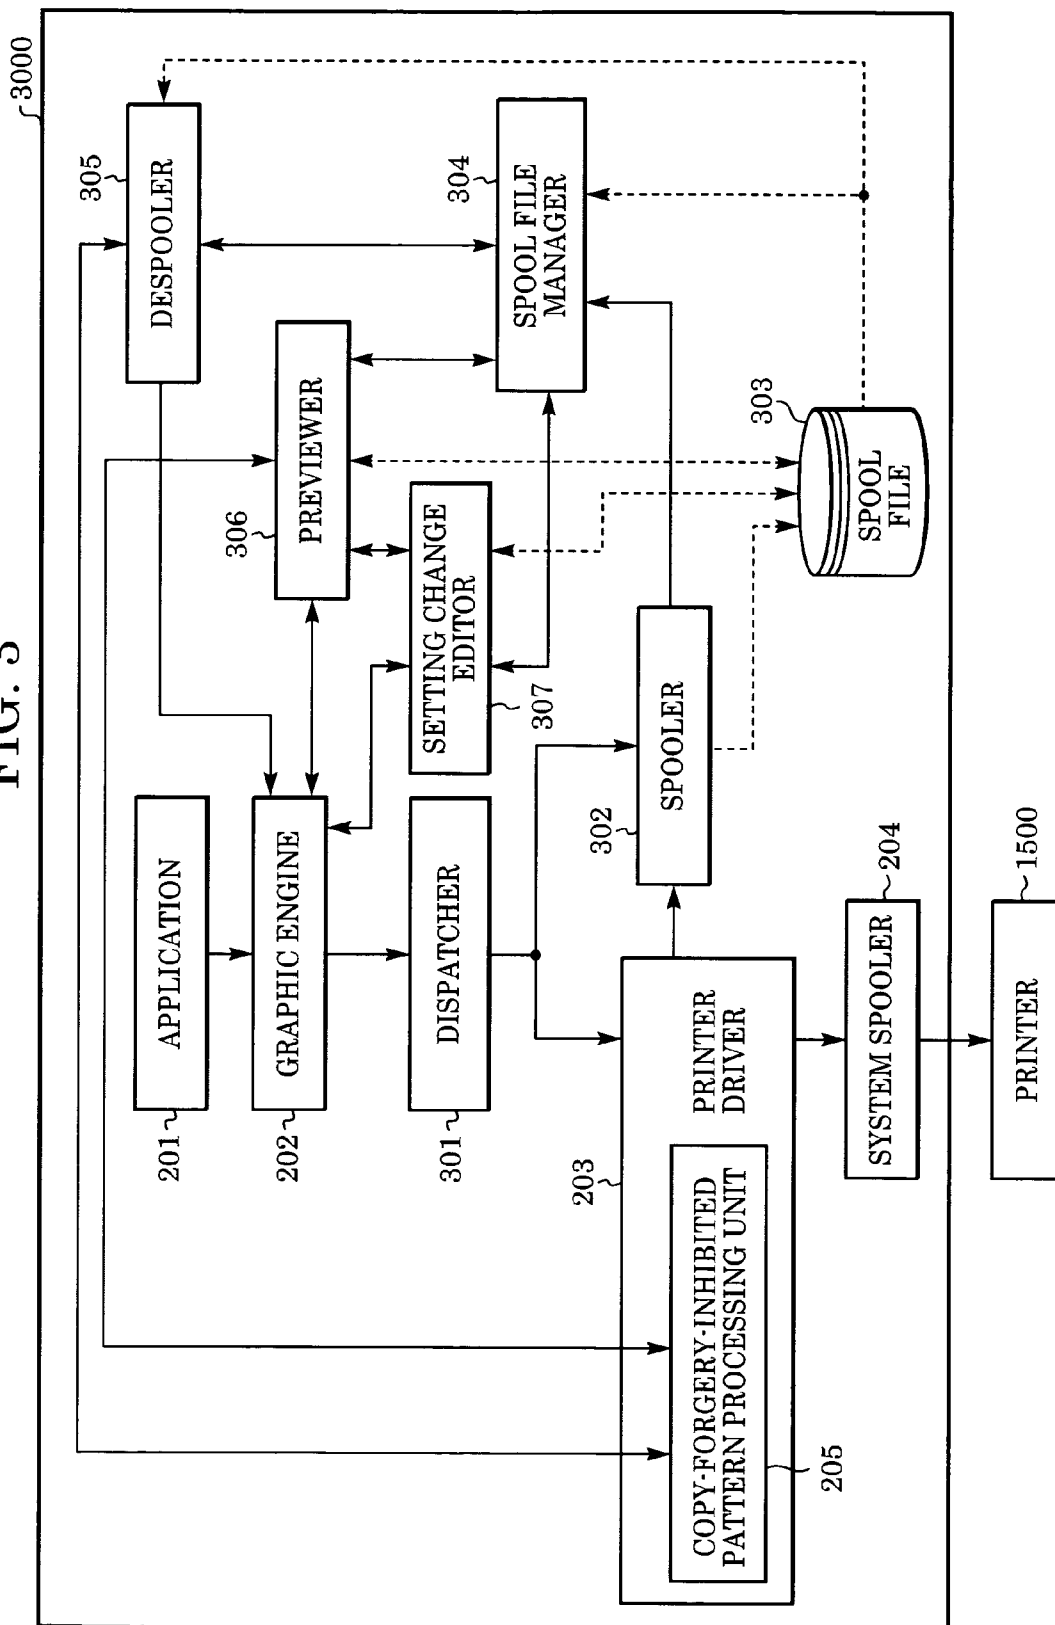 FIG.
3000
201
APPLICATION
305
DESPOOLER
202
GRAPHIC ENGINE
306
PREVIEWER
301
DISPATCHER
SETTING CHANGE
EDITOR
307
304
SPOOL FILE
MANAGER
203
COPY-FORGERY-INHIBITED
PATTERN PROCESSING UNIT
205
PRINTER
DRIVER
302
SPOOLER
303
SPOOL
FILE
204
SYSTEM SPOOLER
1500
PRINTER